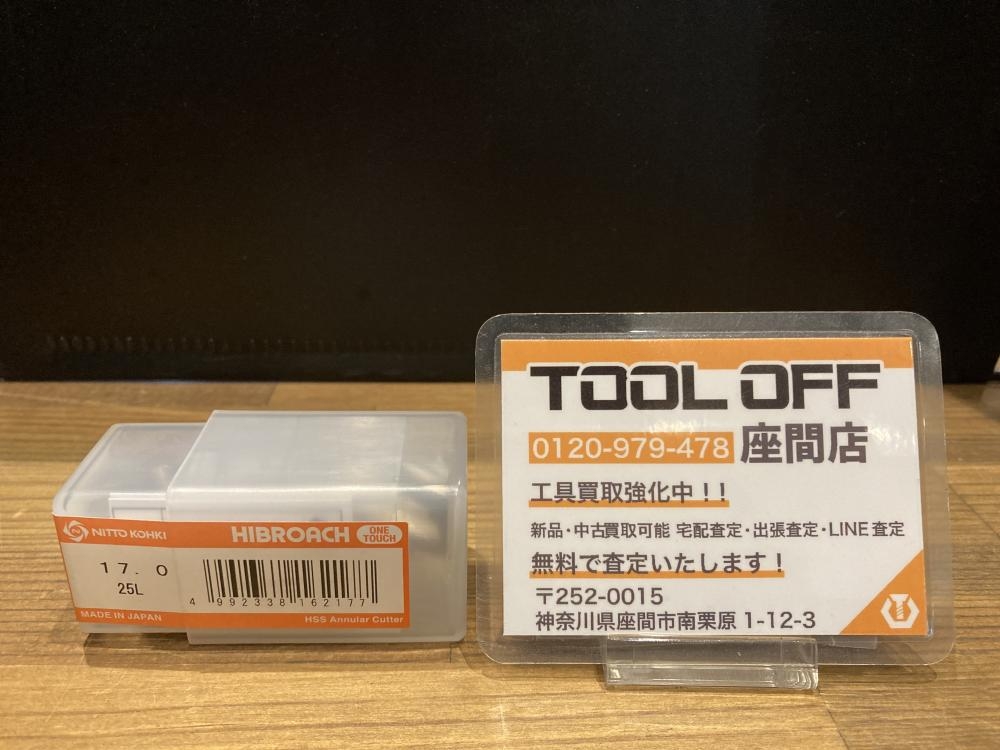 NITTO KOHKI
HIBROACH ONE TOUCH
17.0
25L
4 992338 162177
MADE IN JAPAN
HSS Annular Cutter
TOOL OFF
0120-979-478 座間店
工具買取強化中！！
新品・中古買取可能 宅配査定・出張査定・LINE査定
無料で査定いたします！
〒252-0015
神奈川県座間市南栗原1-12-3